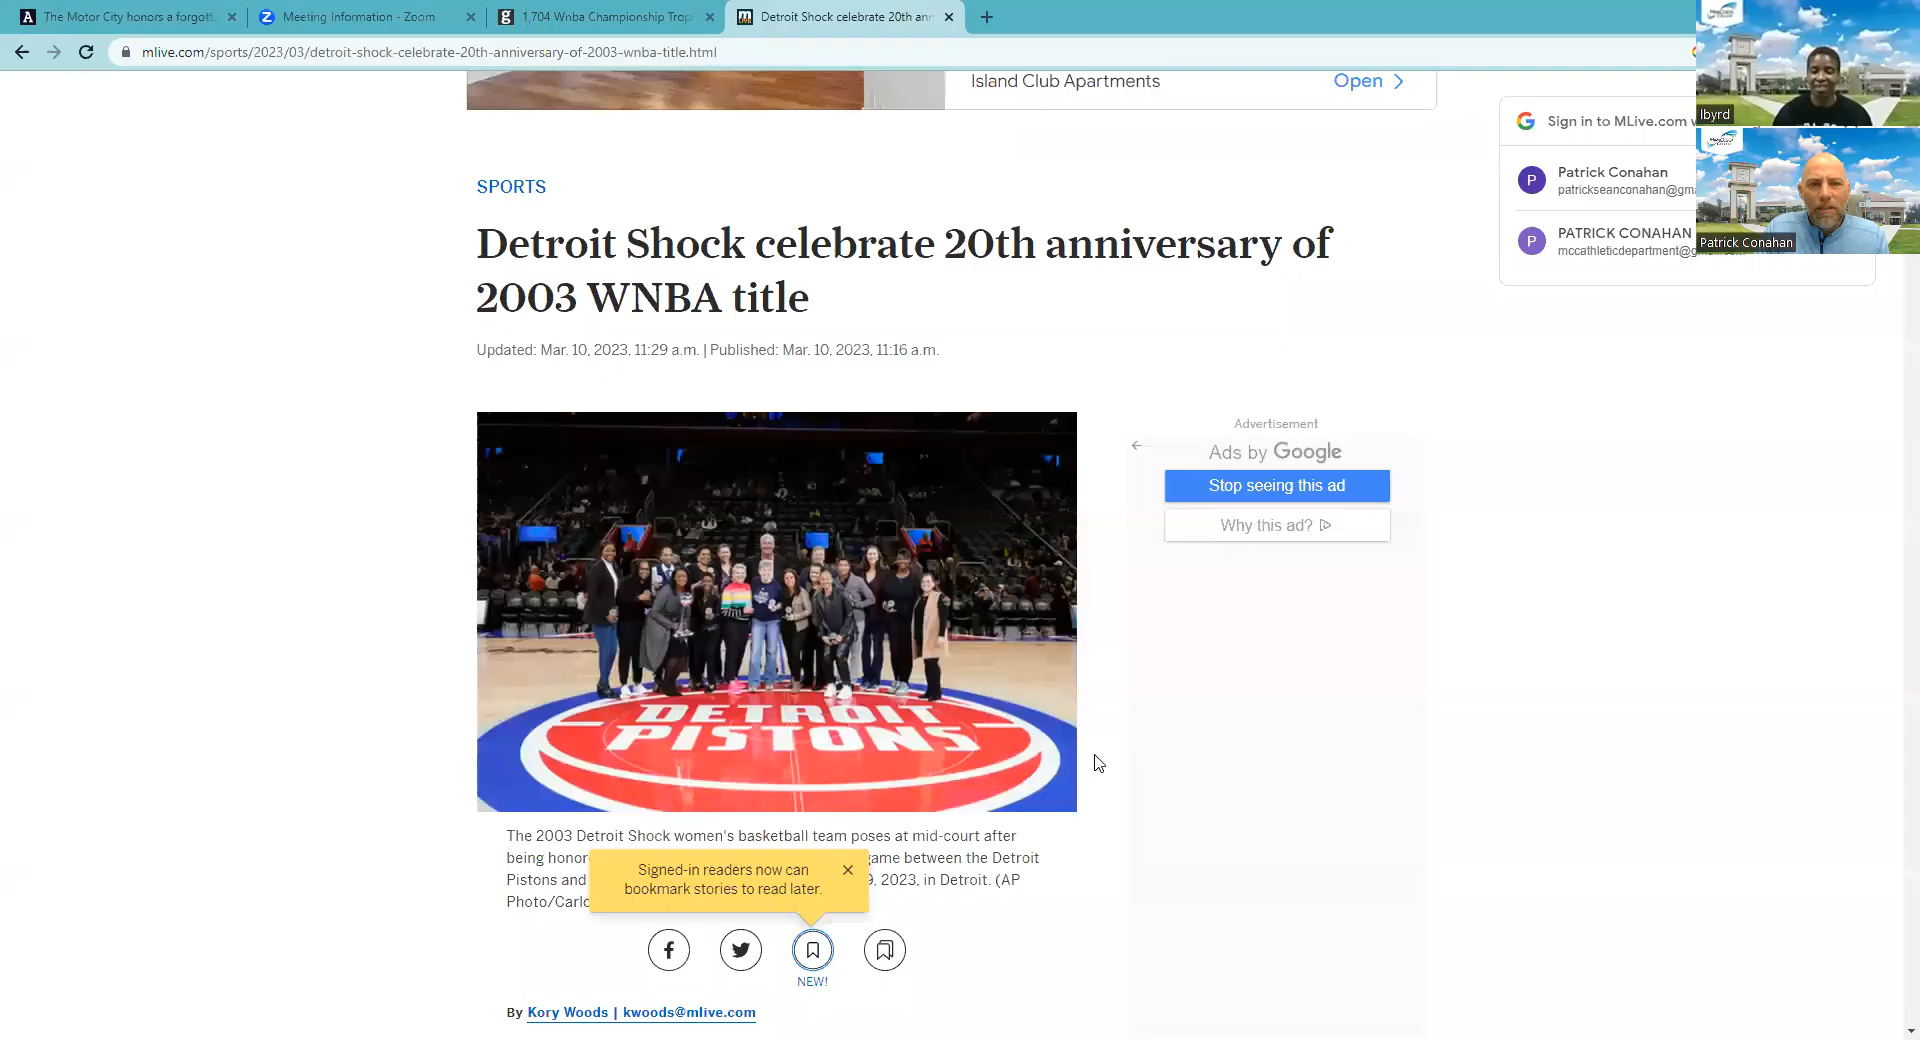 The Motor City honors a forgott
Meeting Information - Zoom
1,704 Wnba Championship Trop
Detroit Shock celebrate 20th ann
mlive.com/sports/2023/03/detroit-shock-celebrate-20th-anniversary-of-2003-wnba-title.html
Island Club Apartments
Open
Sign in to MLive.com w
Patrick Conahan
patrickseanconahan@gma
PATRICK CONAHAN
mccathleticdepartment@g
lbyrd
Patrick Conahan
SPORTS
Detroit Shock celebrate 20th anniversary of
2003 WNBA title
Updated: Mar. 10, 2023, 11:29 a.m. | Published: Mar. 10, 2023, 11:16 a.m.
DETROIT
PISTONS
Advertisement
Ads by Google
Stop seeing this ad
Why this ad?
The 2003 Detroit Shock women's basketball team poses at mid-court after
being honor game between the Detroit
Pistons and 9, 2023, in Detroit. (AP
Photo/Carlo
Signed-in readers now can
bookmark stories to read later.
NEW!
By Kory Woods | kwoods@mlive.com